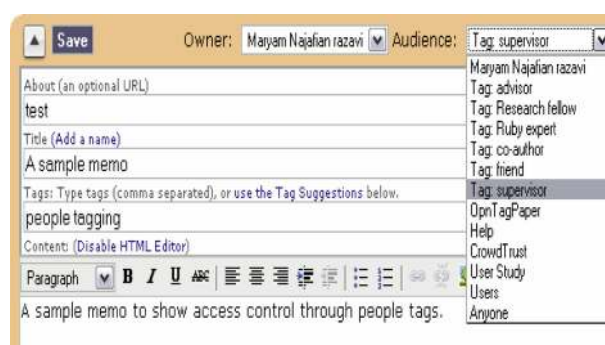 Save Owner: Maryam Najafian razavi Audience: Tag: supervisor
About (an optional URL)
test
Title (Add a name)
A sample memo
Tags: Type tags (comma separated), or use the Tag Suggestions below.
people tagging
Content: (Disable HTML Editor)
Paragraph B I U ABC
A sample memo to show access control through people tags.
Maryam Najafian razavi
Tag: advisor
Tag: Research fellow
Tag: Ruby expert
Tag: co-author
Tag: friend
Tag: supervisor
OpnTagPaper
Help
CrowdTrust
User Study
Users
Anyone